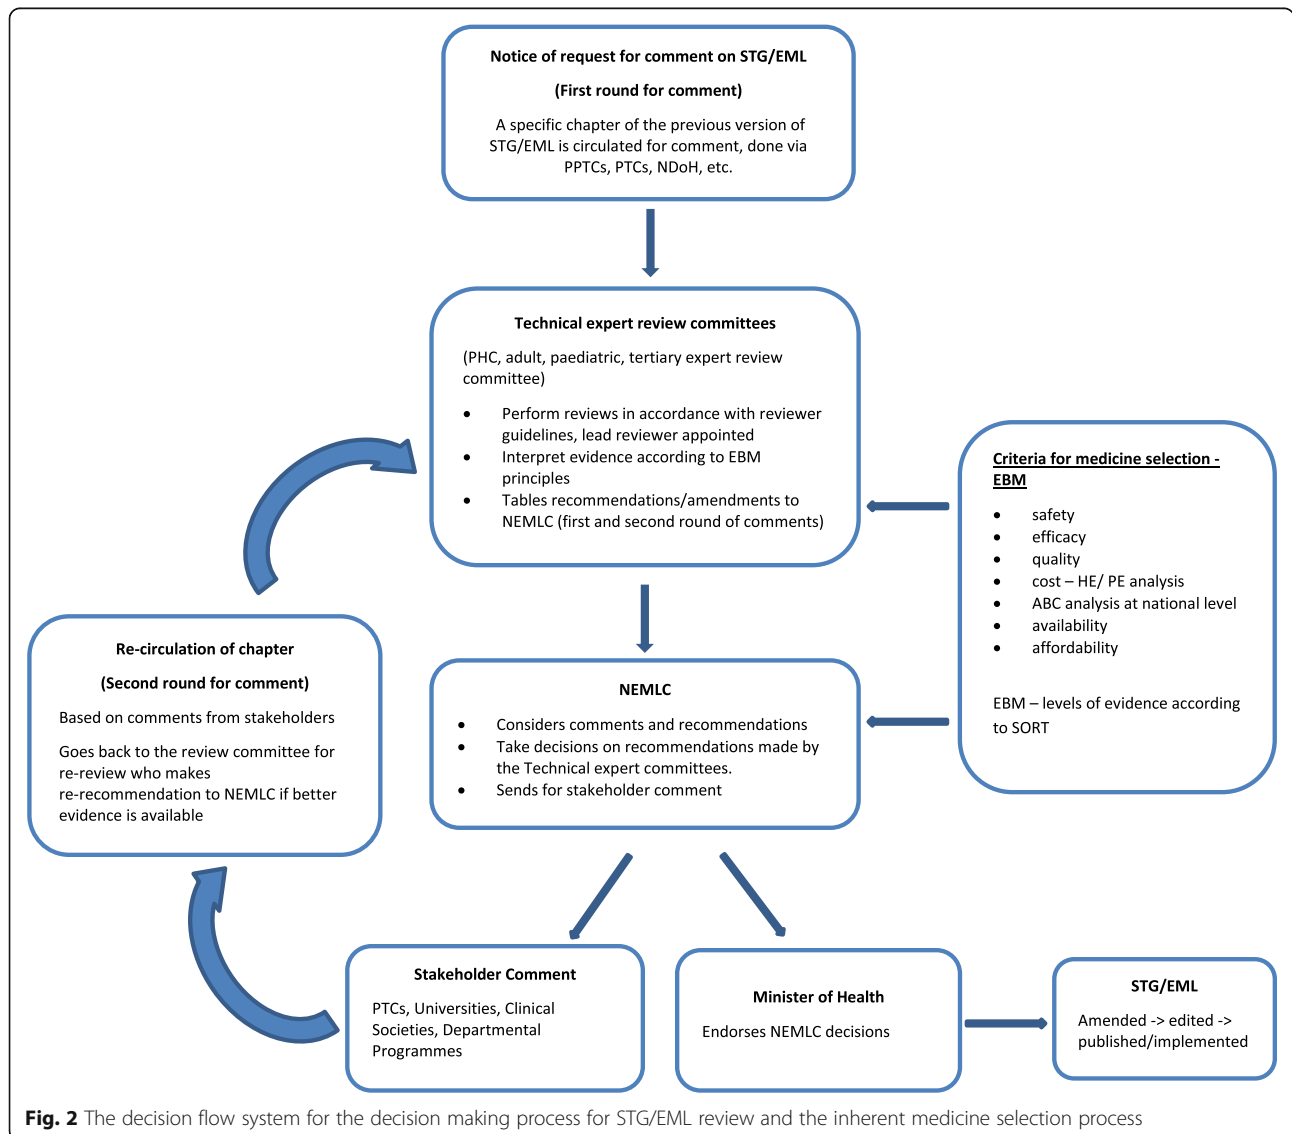 Notice of request for comment on STG/EML
(First round for comment)
A specific chapter of the previous version of
STG/EML is circulated for comment, done via
PPTCs, PTCs, NDoH, etc.
Technical expert review committees
(PHC, adult, paediatric, tertiary expert review
committee)
• Perform reviews in accordance with reviewer
guidelines, lead reviewer appointed
• Interpret evidence according to EBM
principles
• Tables recommendations/amendments to
NEMLC (first and second round of comments)
Criteria for medicine selection -
EBM
• safety
• efficacy
• quality
• cost – HE/ PE analysis
• ABC analysis at national level
• availability
• affordability
EBM – levels of evidence according
to SORT
Re-circulation of chapter
(Second round for comment)
Based on comments from stakeholders
Goes back to the review committee for
re-review who makes
re-recommendation to NEMLC if better
evidence is available
NEMLC
• Considers comments and recommendations
• Take decisions on recommendations made by
the Technical expert committees.
• Sends for stakeholder comment
Stakeholder Comment
PTCs, Universities, Clinical
Societies, Departmental
Programmes
Minister of Health
Endorses NEMLC decisions
STG/EML
Amended -> edited ->
published/implemented
Fig. 2 The decision flow system for the decision making process for STG/EML review and the inherent medicine selection process